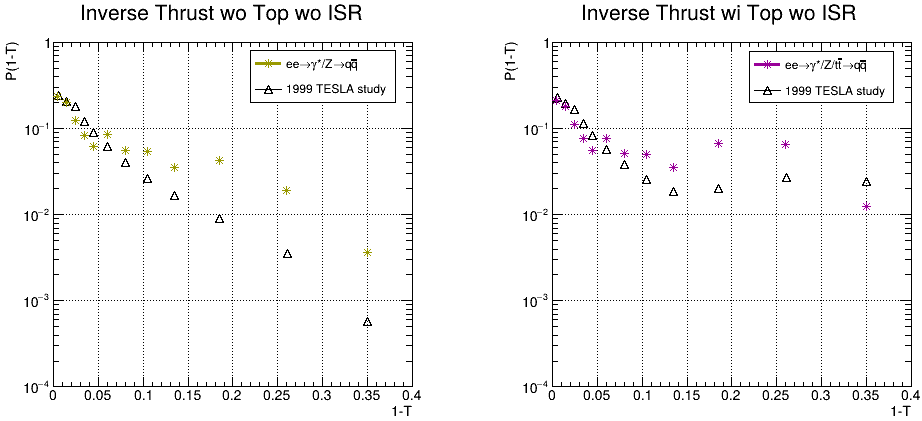 Inverse Thrust wo Top wo ISR
P(1-T)
ee→γ*/Z→qq̅
1999 TESLA study
1
10⁻¹
10⁻²
10⁻³
10⁻⁴
0 0.05 0.1 0.15 0.2 0.25 0.3 0.35 0.4
1-T
Inverse Thrust wi Top wo ISR
P(1-T)
ee→γ*/Z/tt̅→qq̅
1999 TESLA study
1
10⁻¹
10⁻²
10⁻³
10⁻⁴
0 0.05 0.1 0.15 0.2 0.25 0.3 0.35 0.4
1-T